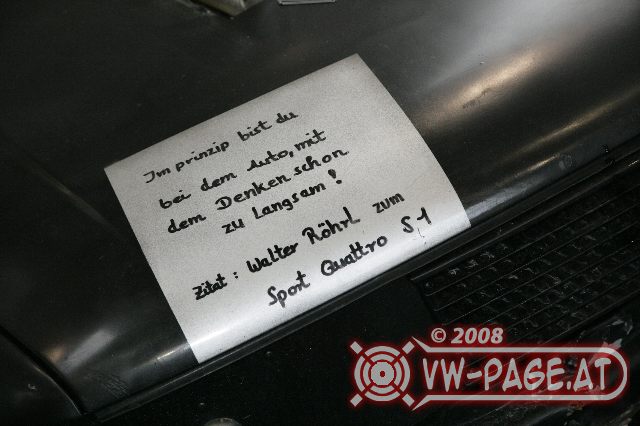 Im prinzip bist du
bei dem Auto, mit
dem Denken schon
zu Langsam!
Zitat: Walter Röhrl zum
Sport Quattro S1
© 2008
VW-PAGE.AT